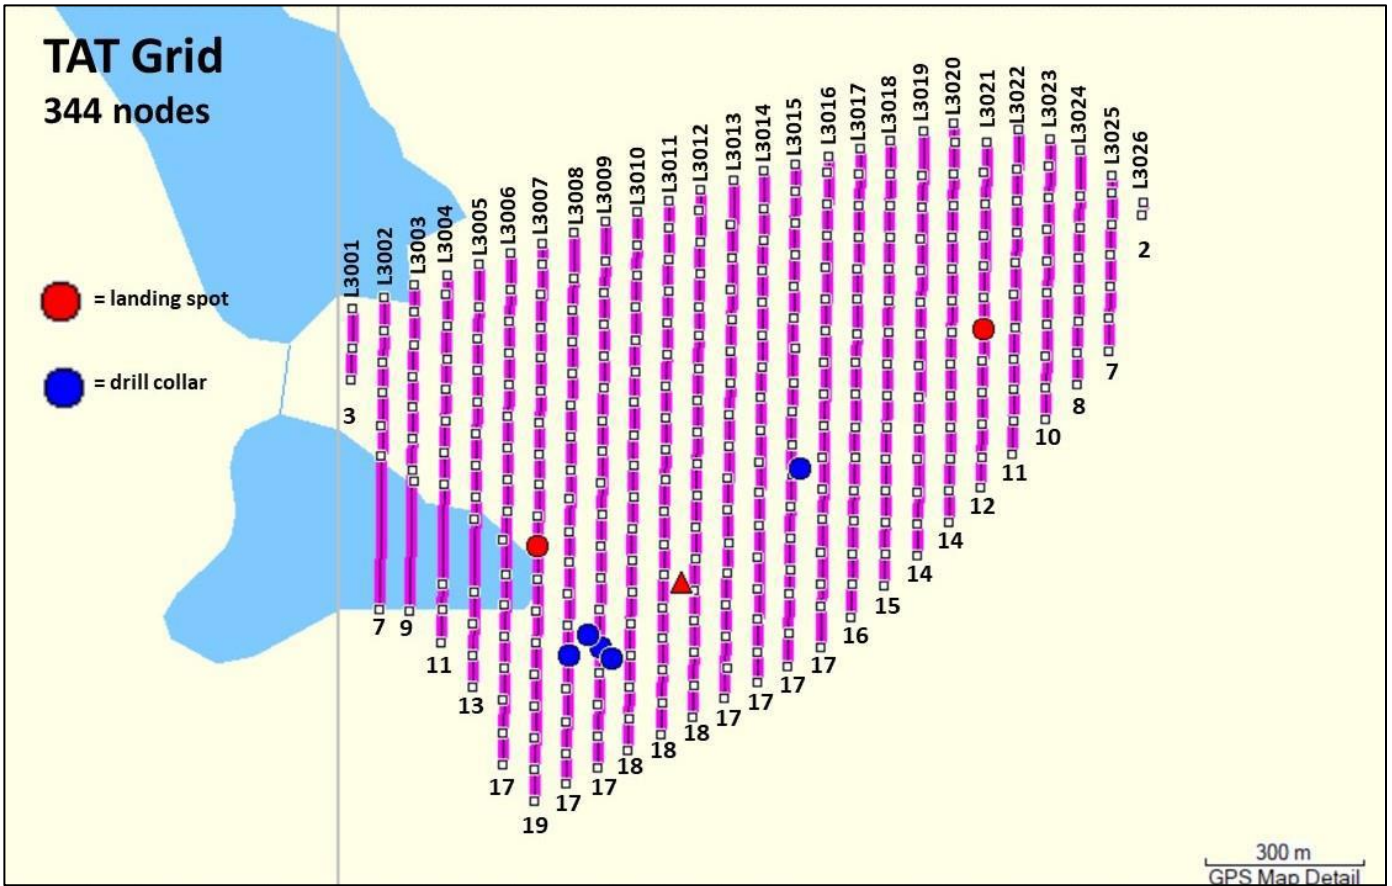 TAT Grid
344 nodes
= landing spot
= drill collar
L3001
L3002
L3003
L3004
L3005
L3006
L3007
L3008
L3009
L3010
L3011
L3012
L3013
L3014
L3015
L3016
L3017
L3018
L3019
L3020
L3021
L3022
L3023
L3024
L3025
L3026
3
7
9
11
13
17
19
17
17
18
18
18
17
17
17
17
16
15
14
14
12
11
10
8
7
2
300 m
GPS Map Detail